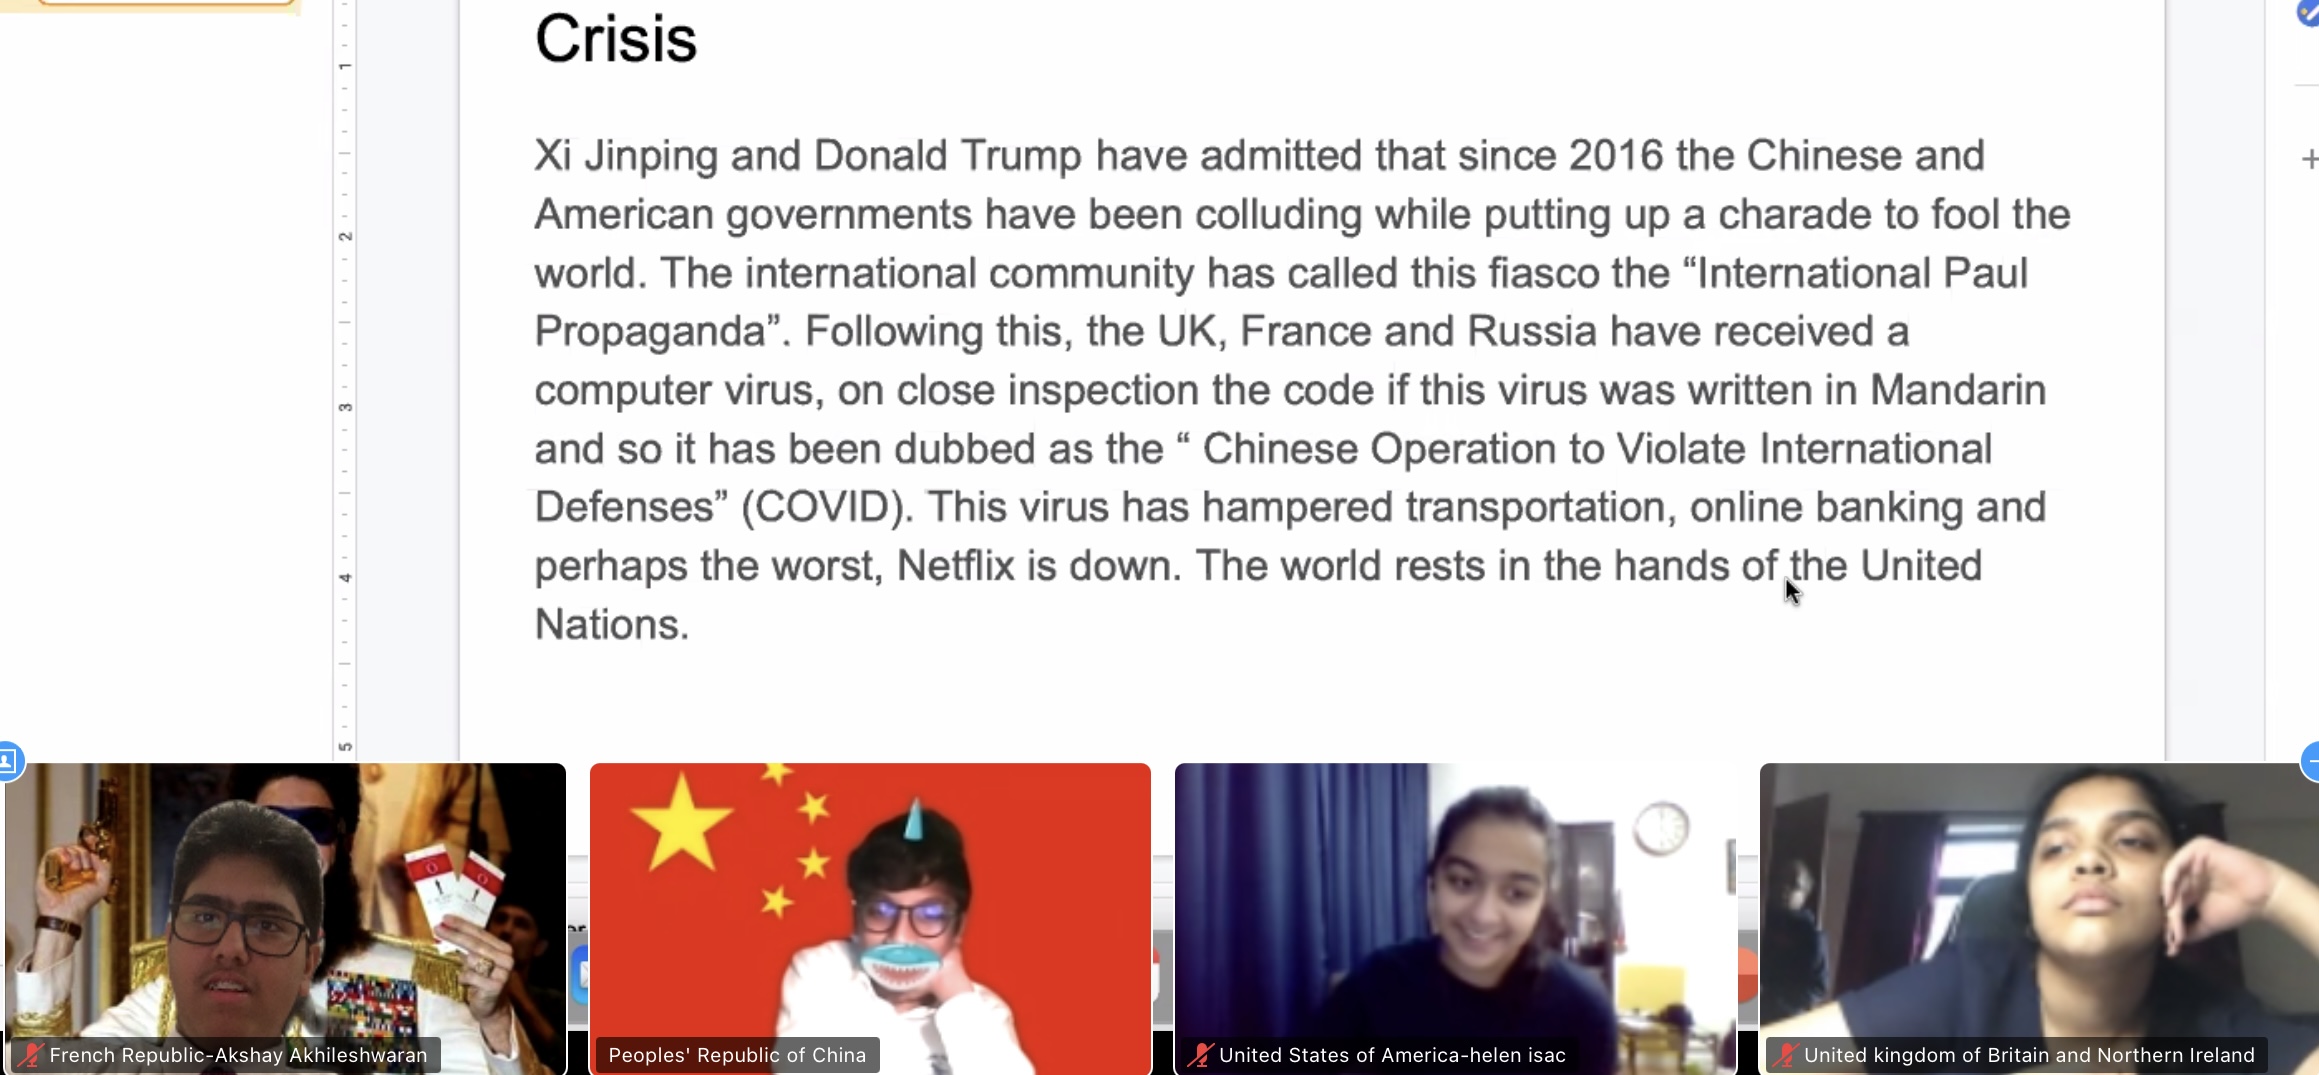 Crisis
Xi Jinping and Donald Trump have admitted that since 2016 the Chinese and
American governments have been colluding while putting up a charade to fool the
world. The international community has called this fiasco the “International Paul
Propaganda”. Following this, the UK, France and Russia have received a
computer virus, on close inspection the code if this virus was written in Mandarin
and so it has been dubbed as the “ Chinese Operation to Violate International
Defenses” (COVID). This virus has hampered transportation, online banking and
perhaps the worst, Netflix is down. The world rests in the hands of the United
Nations.
1
2
3
4
5
French Republic-Akshay Akhileshwaran
Peoples' Republic of China
United States of America-helen isac
United kingdom of Britain and Northern Ireland